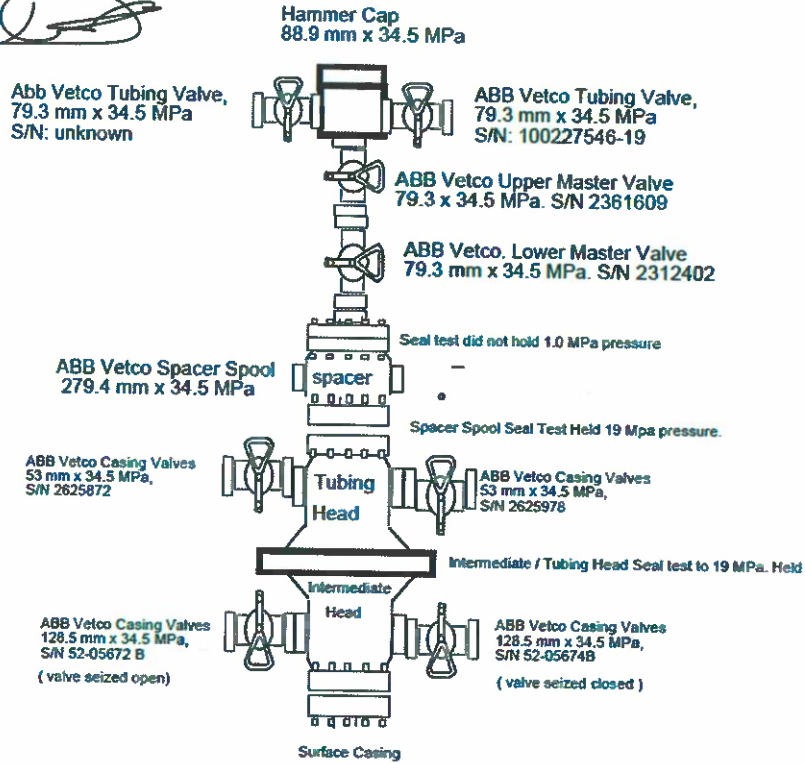 Hammer Cap
88.9 mm x 34.5 MPa
Abb Vetco Tubing Valve,
79.3 mm x 34.5 MPa
S/N: unknown
ABB Vetco Tubing Valve,
79.3 mm x 34.5 MPa
S/N: 100227546-19
ABB Vetco Upper Master Valve
79.3 x 34.5 MPa. S/N 2361609
ABB Vetco. Lower Master Valve
79.3 mm x 34.5 MPa. S/N 2312402
Seal test did not hold 1.0 MPa pressure
ABB Vetco Spacer Spool
279.4 mm x 34.5 MPa
spacer
Spacer Spool Seal Test Held 19 Mpa pressure.
ABB Vetco Casing Valves
53 mm x 34.5 MPa,
S/N 2625872
Tubing
Head
ABB Vetco Casing Valves
53 mm x 34.5 MPa,
S/N 2625978
Intermediate / Tubing Head Seal test to 19 MPa. Held
Intermediate
Head
ABB Vetco Casing Valves
128.5 mm x 34.5 MPa,
S/N 52-05672 B
( valve seized open)
ABB Vetco Casing Valves
128.5 mm x 34.5 MPa,
S/N 52-05674B
( valve seized closed )
Surface Casing